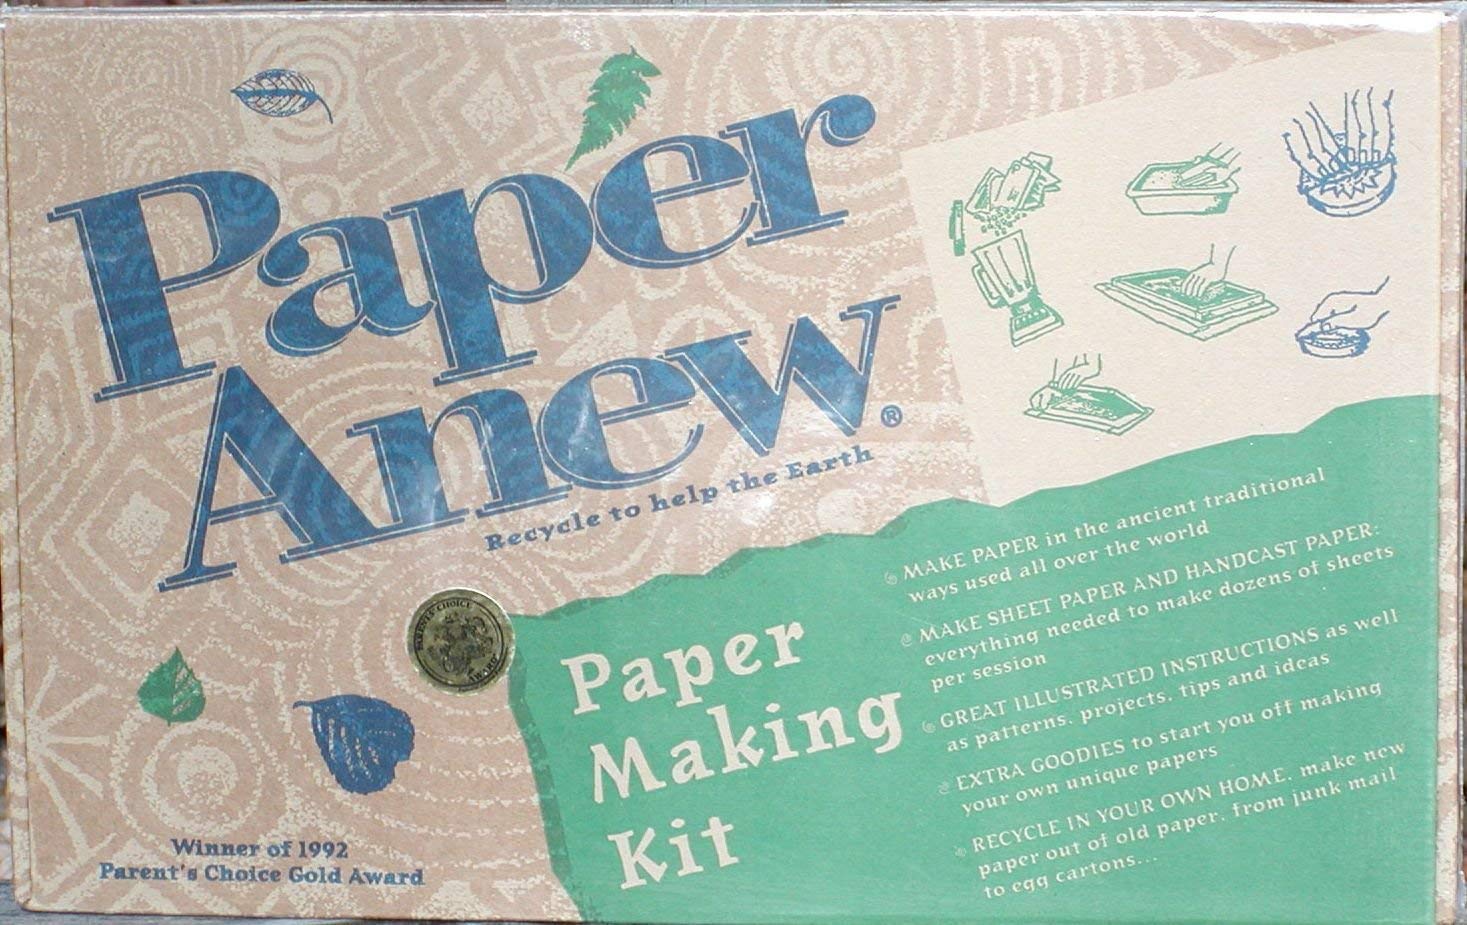 Paper
Anew®
Recycle to help the Earth
PARENTS' CHOICE
AWARD
Winner of 1992
Parent's Choice Gold Award
Paper
Making
Kit
MAKE PAPER in the ancient traditional
ways used all over the world
MAKE SHEET PAPER AND HANDCAST PAPER:
everything needed to make dozens of sheets
per session
GREAT ILLUSTRATED INSTRUCTIONS as well
as patterns, projects, tips and ideas
EXTRA GOODIES to start you off making
your own unique papers
RECYCLE IN YOUR OWN HOME, make new
paper out of old paper, from junk mail
to egg cartons...